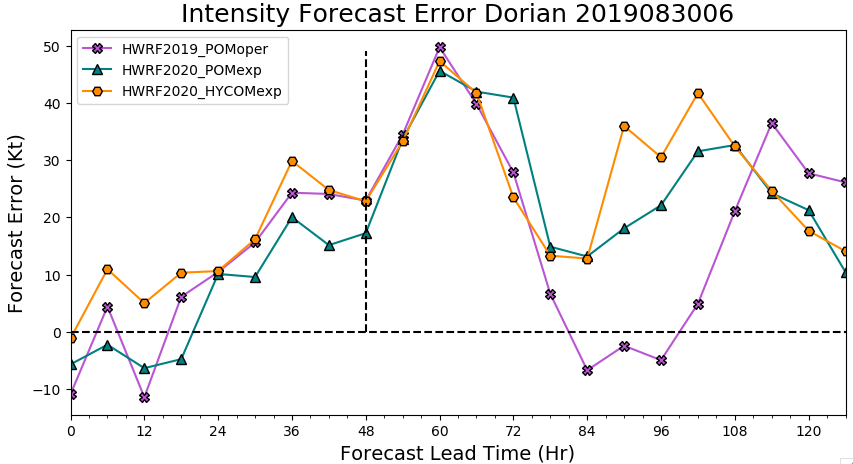 Intensity Forecast Error Dorian 2019083006
HWRF2019_POMoper
HWRF2020_POMexp
HWRF2020_HYCOMexp
Forecast Error (Kt)
50
40
30
20
10
0
−10
0 12 24 36 48 60 72 84 96 108 120
Forecast Lead Time (Hr)